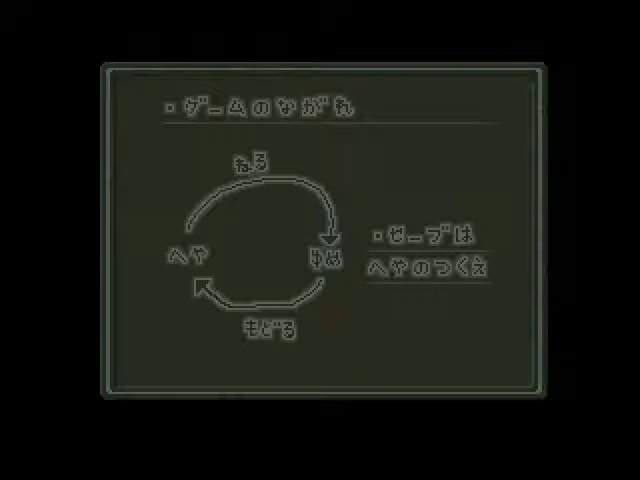 ・ゲームのながれ
ねる
へや
ゆめ
もどる
・セーブは
へやのつくえ